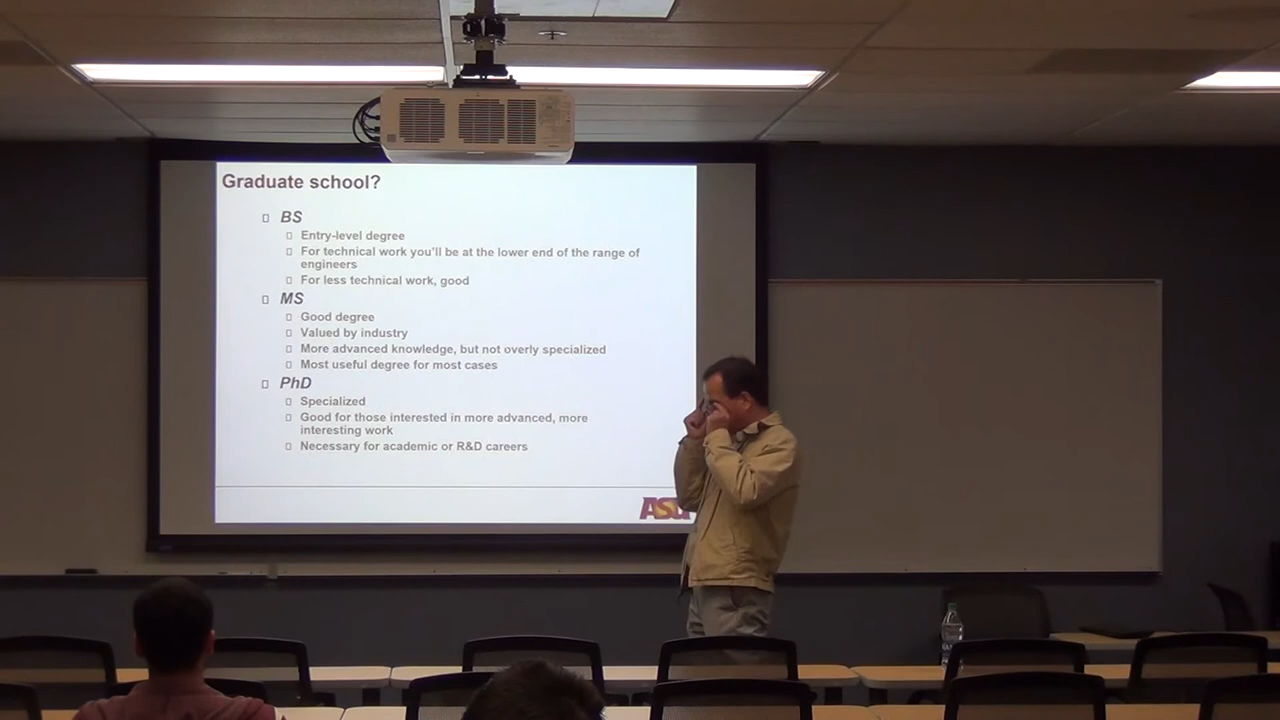 Graduate school?
BS
Entry-level degree
For technical work you'll be at the lower end of the range of
engineers
For less technical work, good
MS
Good degree
Valued by industry
More advanced knowledge, but not overly specialized
Most useful degree for most cases
PhD
Specialized
Good for those interested in more advanced, more
interesting work
Necessary for academic or R&D careers
ASU